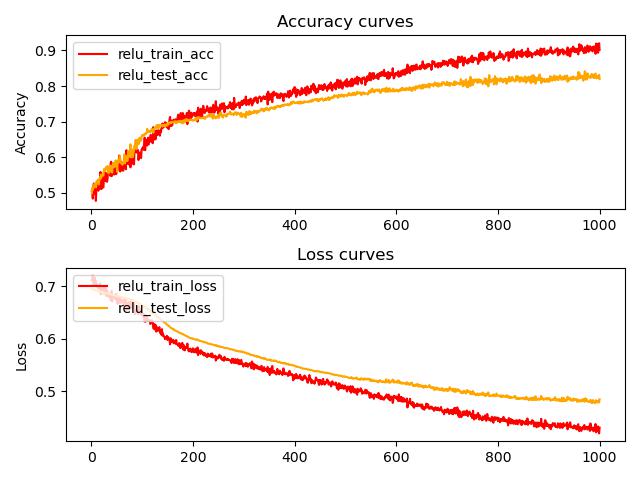 Accuracy curves
0.9
0.8
0.7
0.6
0.5
Accuracy
relu_train_acc
relu_test_acc
0 200 400 600 800 1000
Loss curves
0.7
0.6
0.5
Loss
relu_train_loss
relu_test_loss
0 200 400 600 800 1000